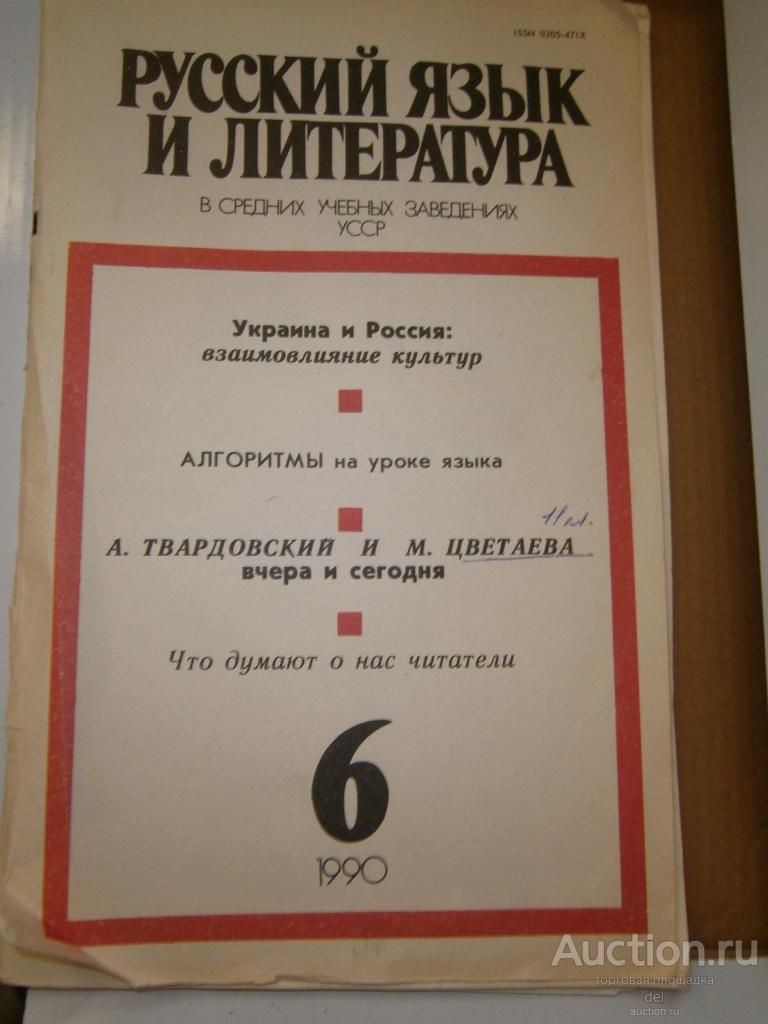 ISSN 0205-471X
РУССКИЙ ЯЗЫК
И ЛИТЕРАТУРА
В СРЕДНИХ УЧЕБНЫХ ЗАВЕДЕНИЯХ
УССР
Украина и Россия:
взаимовлияние культур
АЛГОРИТМЫ на уроке языка
А. ТВАРДОВСКИЙ И М. ЦВЕТАЕВА
вчера и сегодня
Что думают о нас читатели
6
1990
Auction.ru
торговая площадка
del
auction.ru